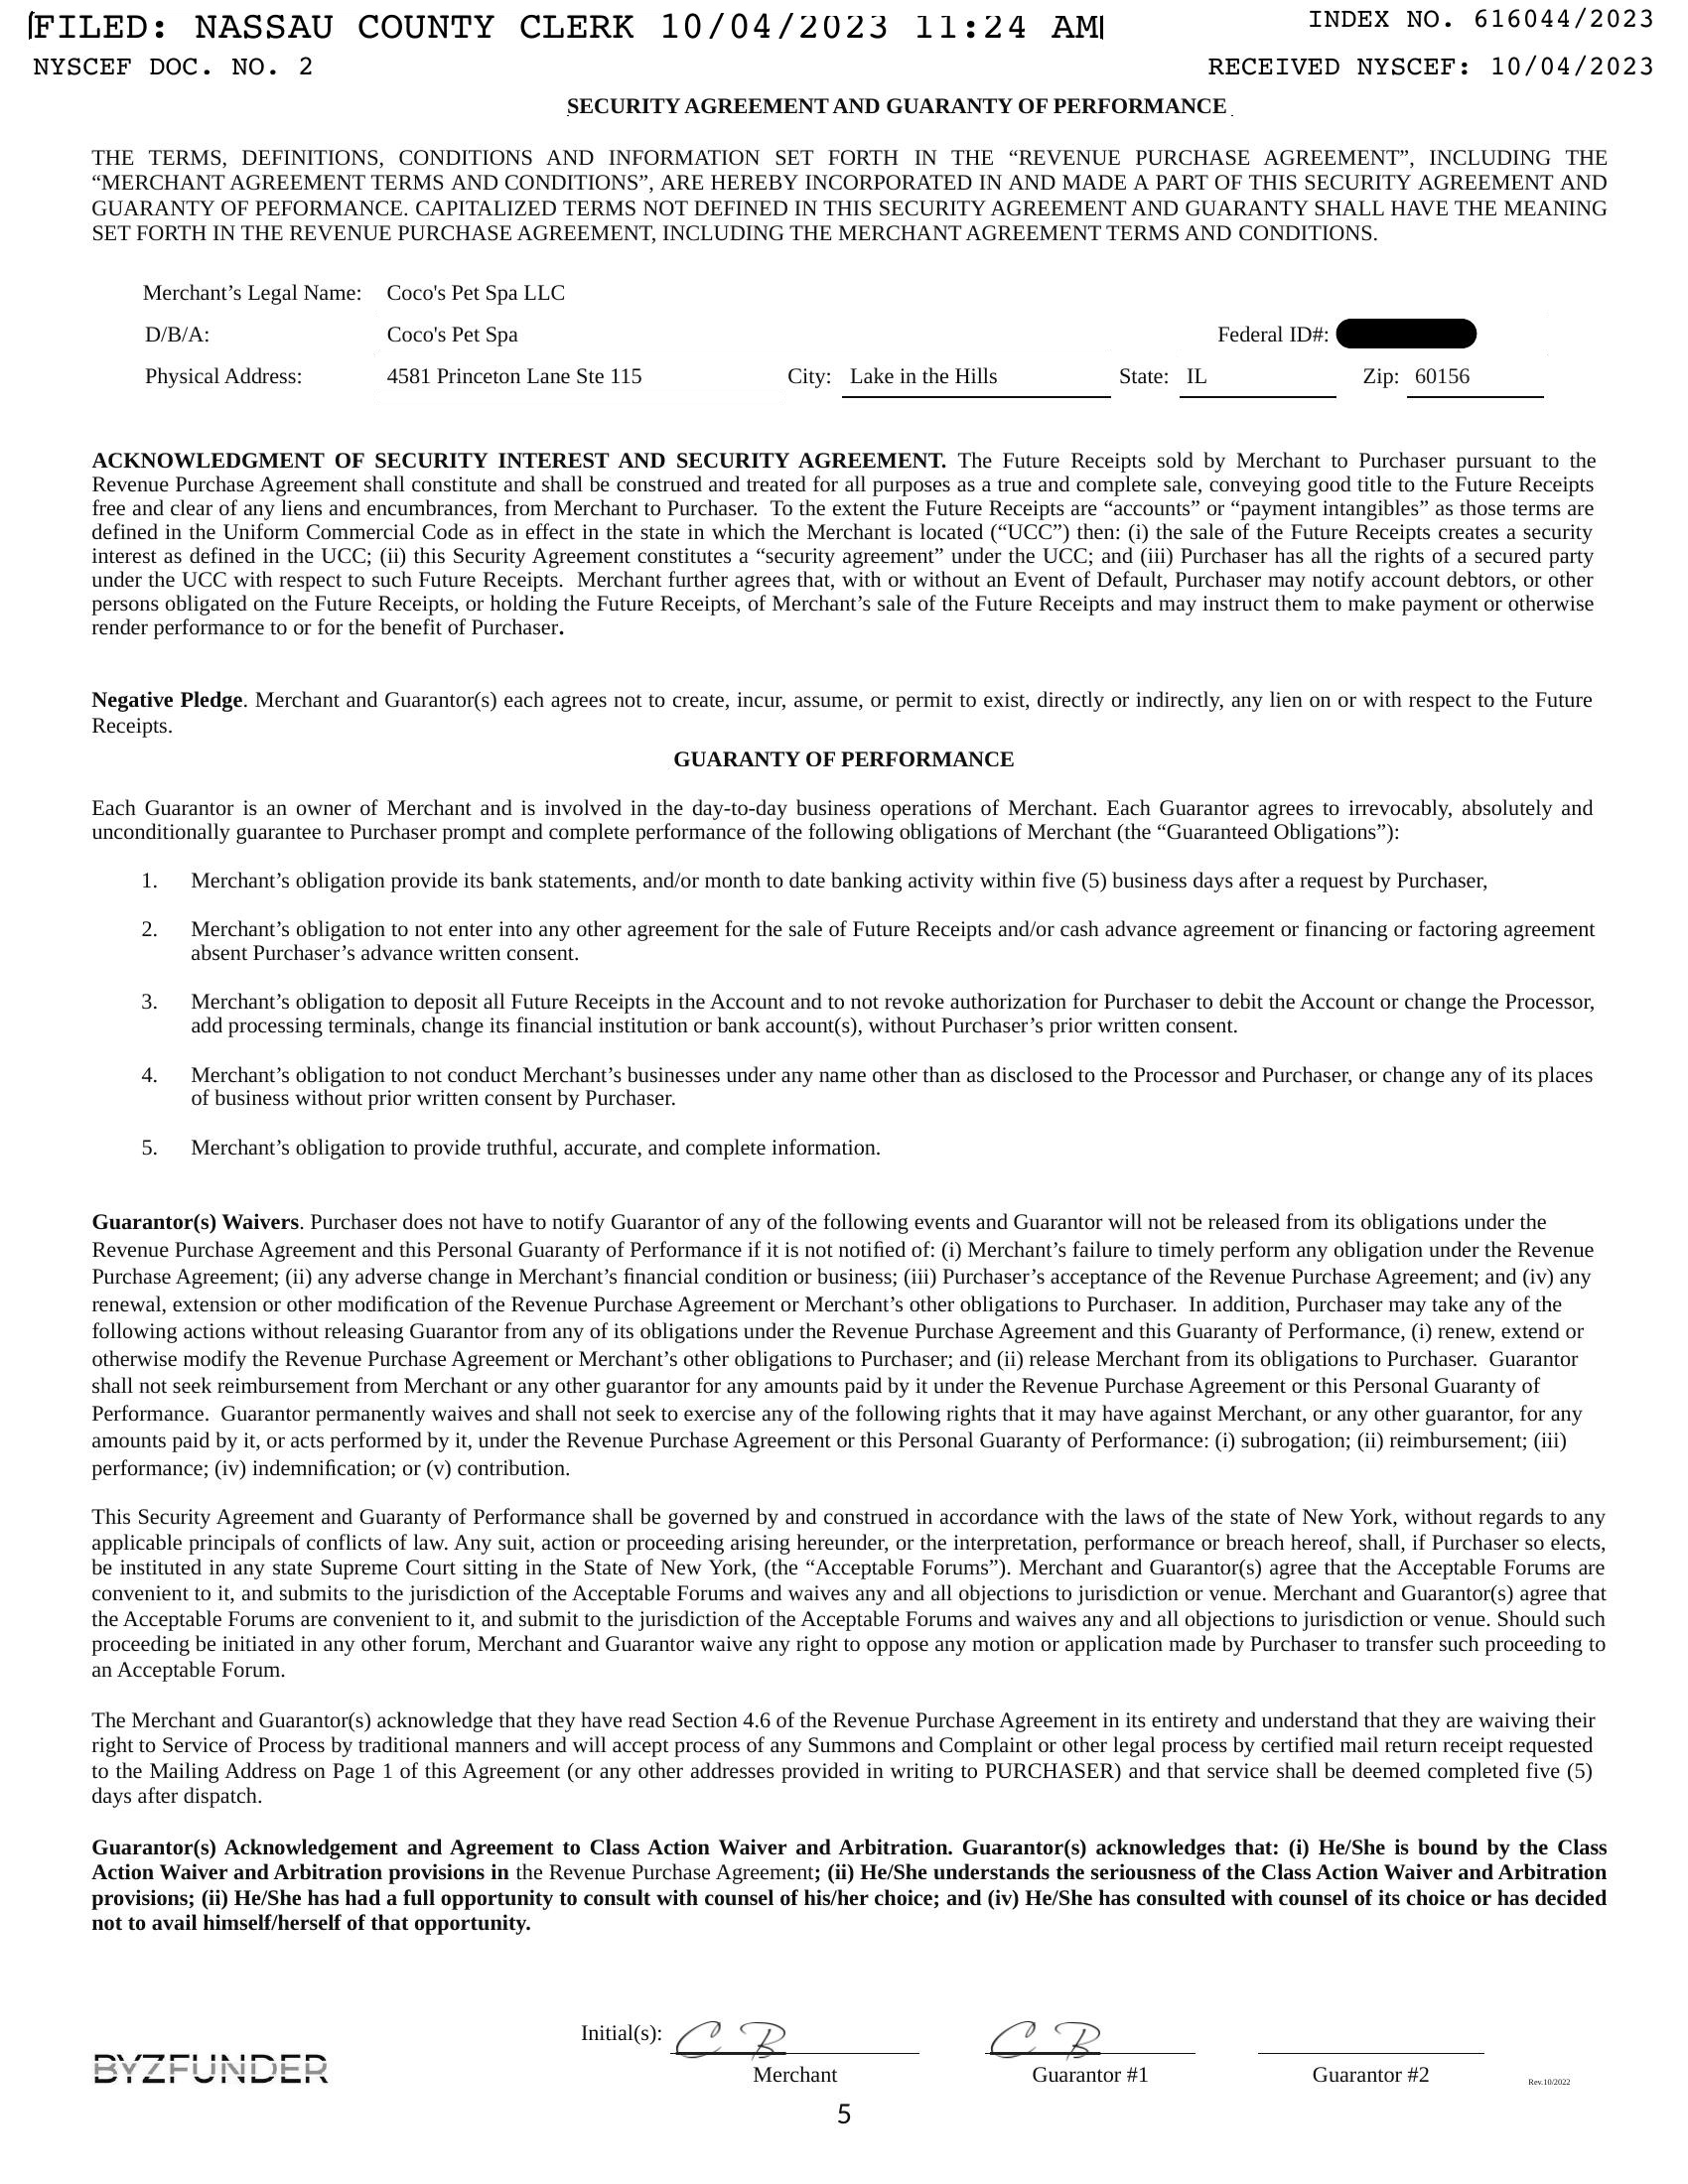 FILED: NASSAU COUNTY CLERK 10/04/2023 11:24 AM
INDEX NO. 616044/2023
NYSCEF DOC. NO. 2
RECEIVED NYSCEF: 10/04/2023
SECURITY AGREEMENT AND GUARANTY OF PERFORMANCE
THE TERMS, DEFINITIONS, CONDITIONS AND INFORMATION SET FORTH IN THE “REVENUE PURCHASE AGREEMENT”, INCLUDING THE
“MERCHANT AGREEMENT TERMS AND CONDITIONS”, ARE HEREBY INCORPORATED IN AND MADE A PART OF THIS SECURITY AGREEMENT AND
GUARANTY OF PEFORMANCE. CAPITALIZED TERMS NOT DEFINED IN THIS SECURITY AGREEMENT AND GUARANTY SHALL HAVE THE MEANING
SET FORTH IN THE REVENUE PURCHASE AGREEMENT, INCLUDING THE MERCHANT AGREEMENT TERMS AND CONDITIONS.
Merchant’s Legal Name: Coco's Pet Spa LLC
D/B/A: Coco's Pet Spa Federal ID#:
Physical Address: 4581 Princeton Lane Ste 115 City: Lake in the Hills State: IL Zip: 60156
ACKNOWLEDGMENT OF SECURITY INTEREST AND SECURITY AGREEMENT. The Future Receipts sold by Merchant to Purchaser pursuant to the
Revenue Purchase Agreement shall constitute and shall be construed and treated for all purposes as a true and complete sale, conveying good title to the Future Receipts
free and clear of any liens and encumbrances, from Merchant to Purchaser. To the extent the Future Receipts are “accounts” or “payment intangibles” as those terms are
defined in the Uniform Commercial Code as in effect in the state in which the Merchant is located (“UCC”) then: (i) the sale of the Future Receipts creates a security
interest as defined in the UCC; (ii) this Security Agreement constitutes a “security agreement” under the UCC; and (iii) Purchaser has all the rights of a secured party
under the UCC with respect to such Future Receipts. Merchant further agrees that, with or without an Event of Default, Purchaser may notify account debtors, or other
persons obligated on the Future Receipts, or holding the Future Receipts, of Merchant’s sale of the Future Receipts and may instruct them to make payment or otherwise
render performance to or for the benefit of Purchaser.
Negative Pledge. Merchant and Guarantor(s) each agrees not to create, incur, assume, or permit to exist, directly or indirectly, any lien on or with respect to the Future
Receipts.
GUARANTY OF PERFORMANCE
Each Guarantor is an owner of Merchant and is involved in the day-to-day business operations of Merchant. Each Guarantor agrees to irrevocably, absolutely and
unconditionally guarantee to Purchaser prompt and complete performance of the following obligations of Merchant (the “Guaranteed Obligations”):
1. Merchant’s obligation provide its bank statements, and/or month to date banking activity within five (5) business days after a request by Purchaser,
2. Merchant’s obligation to not enter into any other agreement for the sale of Future Receipts and/or cash advance agreement or financing or factoring agreement
absent Purchaser’s advance written consent.
3. Merchant’s obligation to deposit all Future Receipts in the Account and to not revoke authorization for Purchaser to debit the Account or change the Processor,
add processing terminals, change its financial institution or bank account(s), without Purchaser’s prior written consent.
4. Merchant’s obligation to not conduct Merchant’s businesses under any name other than as disclosed to the Processor and Purchaser, or change any of its places
of business without prior written consent by Purchaser.
5. Merchant’s obligation to provide truthful, accurate, and complete information.
Guarantor(s) Waivers. Purchaser does not have to notify Guarantor of any of the following events and Guarantor will not be released from its obligations under the
Revenue Purchase Agreement and this Personal Guaranty of Performance if it is not notified of: (i) Merchant’s failure to timely perform any obligation under the Revenue
Purchase Agreement; (ii) any adverse change in Merchant’s financial condition or business; (iii) Purchaser’s acceptance of the Revenue Purchase Agreement; and (iv) any
renewal, extension or other modification of the Revenue Purchase Agreement or Merchant’s other obligations to Purchaser. In addition, Purchaser may take any of the
following actions without releasing Guarantor from any of its obligations under the Revenue Purchase Agreement and this Guaranty of Performance, (i) renew, extend or
otherwise modify the Revenue Purchase Agreement or Merchant’s other obligations to Purchaser; and (ii) release Merchant from its obligations to Purchaser. Guarantor
shall not seek reimbursement from Merchant or any other guarantor for any amounts paid by it under the Revenue Purchase Agreement or this Personal Guaranty of
Performance. Guarantor permanently waives and shall not seek to exercise any of the following rights that it may have against Merchant, or any other guarantor, for any
amounts paid by it, or acts performed by it, under the Revenue Purchase Agreement or this Personal Guaranty of Performance: (i) subrogation; (ii) reimbursement; (iii)
performance; (iv) indemnification; or (v) contribution.
This Security Agreement and Guaranty of Performance shall be governed by and construed in accordance with the laws of the state of New York, without regards to any
applicable principals of conflicts of law. Any suit, action or proceeding arising hereunder, or the interpretation, performance or breach hereof, shall, if Purchaser so elects,
be instituted in any state Supreme Court sitting in the State of New York, (the “Acceptable Forums”). Merchant and Guarantor(s) agree that the Acceptable Forums are
convenient to it, and submits to the jurisdiction of the Acceptable Forums and waives any and all objections to jurisdiction or venue. Merchant and Guarantor(s) agree that
the Acceptable Forums are convenient to it, and submit to the jurisdiction of the Acceptable Forums and waives any and all objections to jurisdiction or venue. Should such
proceeding be initiated in any other forum, Merchant and Guarantor waive any right to oppose any motion or application made by Purchaser to transfer such proceeding to
an Acceptable Forum.
The Merchant and Guarantor(s) acknowledge that they have read Section 4.6 of the Revenue Purchase Agreement in its entirety and understand that they are waiving their
right to Service of Process by traditional manners and will accept process of any Summons and Complaint or other legal process by certified mail return receipt requested
to the Mailing Address on Page 1 of this Agreement (or any other addresses provided in writing to PURCHASER) and that service shall be deemed completed five (5)
days after dispatch.
Guarantor(s) Acknowledgement and Agreement to Class Action Waiver and Arbitration. Guarantor(s) acknowledges that: (i) He/She is bound by the Class
Action Waiver and Arbitration provisions in the Revenue Purchase Agreement; (ii) He/She understands the seriousness of the Class Action Waiver and Arbitration
provisions; (ii) He/She has had a full opportunity to consult with counsel of his/her choice; and (iv) He/She has consulted with counsel of its choice or has decided
not to avail himself/herself of that opportunity.
Initial(s): C B C B
BYZFUNDER
Merchant Guarantor #1 Guarantor #2
Rev.10/2022
5